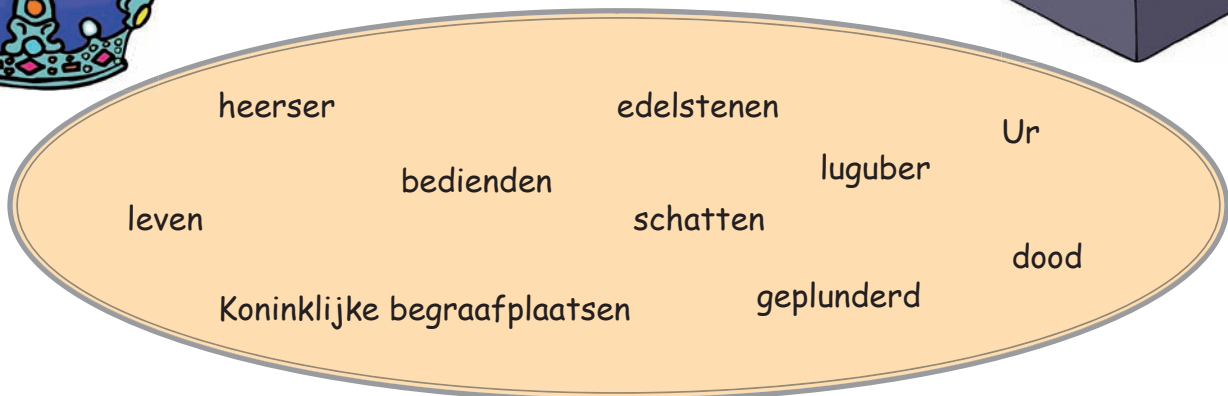 heerser
edelstenen
Ur
luguber
bedienden
leven
schatten
dood
Koninklijke begraafplaatsen
geplunderd